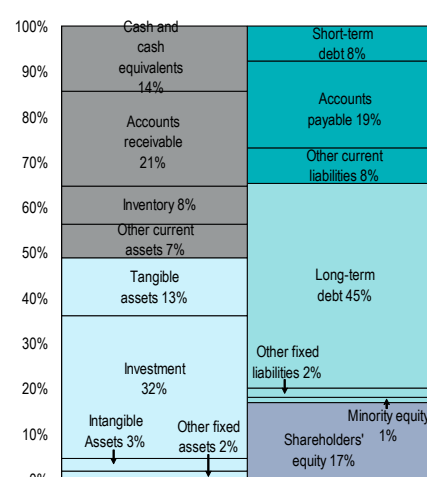 100%
90%
80%
70%
60%
50%
40%
30%
20%
10%
0%
Cash and
cash
equivalents
14%
Accounts
receivable
21%
Inventory 8%
Other current
assets 7%
Tangible
assets 13%
Investment
32%
Intangible
Assets 3%
Other fixed
assets 2%
Short-term
debt 8%
Accounts
payable 19%
Other current
liabilities 8%
Long-term
debt 45%
Other fixed
liabilities 2%
Minority equity
1%
Shareholders'
equity 17%